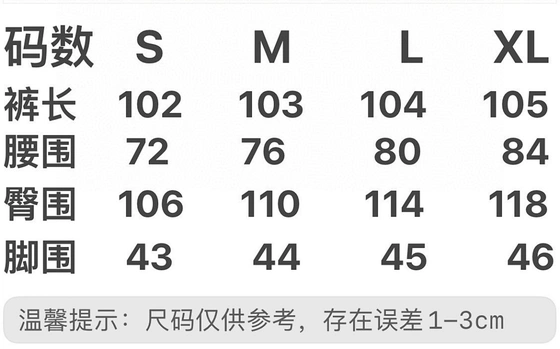 码数 S M L XL
裤长 102 103 104 105
腰围 72 76 80 84
臀围 106 110 114 118
脚围 43 44 45 46
温馨提示：尺码仅供参考，存在误差1-3cm